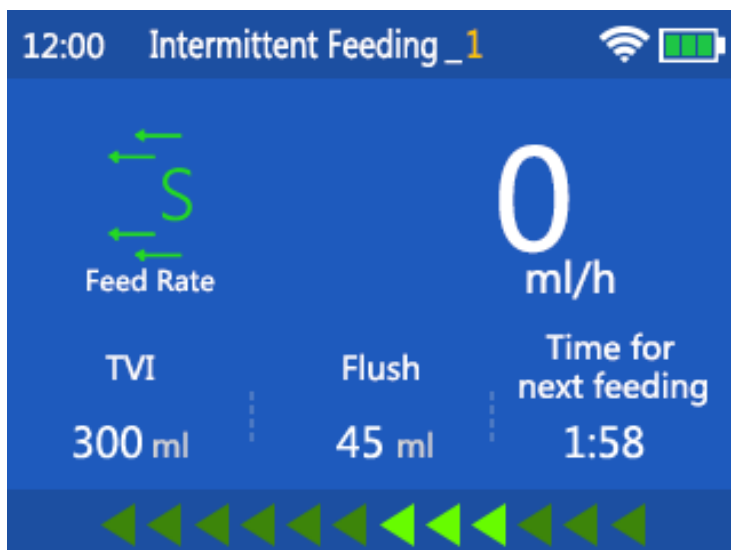 12:00 Intermittent Feeding _1
S
0
Feed Rate
ml/h
TVI
Flush
Time for
next feeding
300 ml
45 ml
1:58